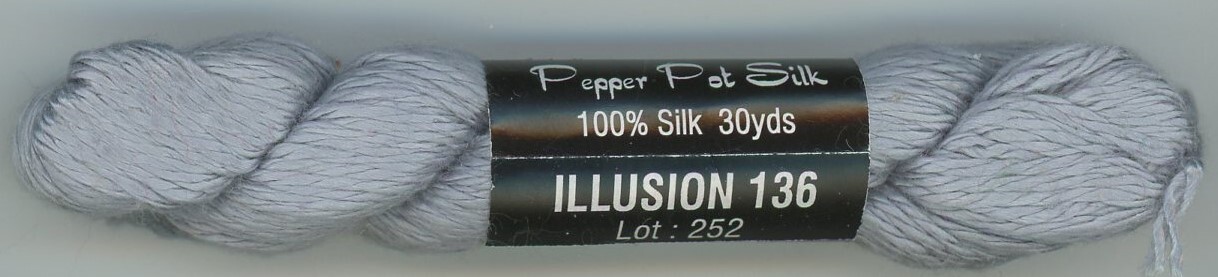 Pepper Pot Silk
100% Silk 30yds
ILLUSION 136
Lot : 252